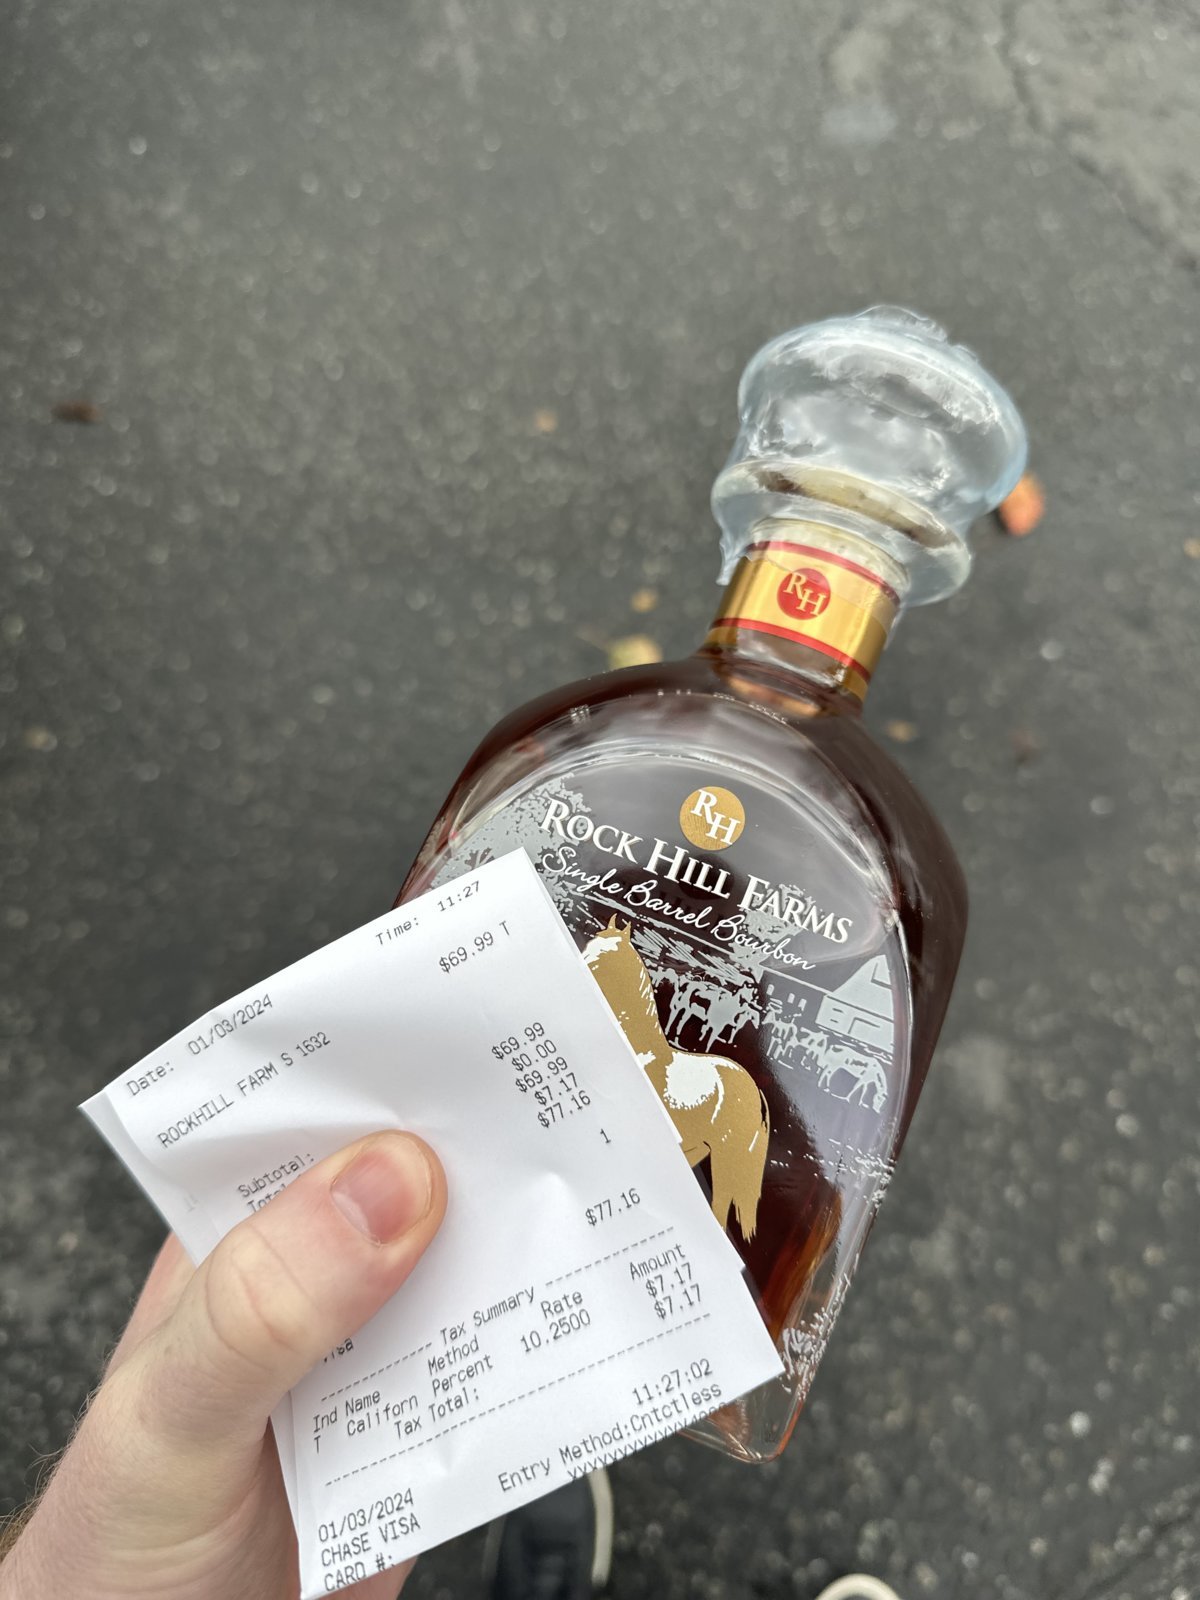 RH
RH
ROCK HILL FARMS
Single Barrel Bourbon
Date: 01/03/2024 Time: 11:27
ROCKHILL FARM S 1632 $69.99 T
Subtotal: $69.99
$0.00
Total $69.99
$7.17
$77.16
1
Visa $77.16
Tax Summary
Ind Name Method Rate Amount
T Californ Percent 10.2500 $7.17
Tax Total: $7.17
01/03/2024 11:27:02
CHASE VISA Entry Method:Cntctless
CARD #: